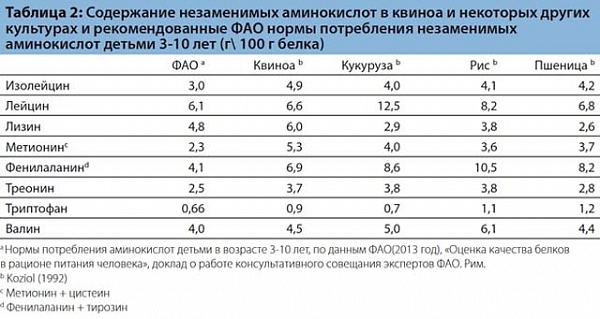 Таблица 2: Содержание незаменимых аминокислот в квиноа и некоторых других
культурах и рекомендованные ФАО нормы потребления незаменимых
аминокислот детьми 3-10 лет (г\ 100 г белка)
ФАО a Квиноа b Кукуруза b Рис b Пшеница b
Изолейцин 3,0 4,9 4,0 4,1 4,2
Лейцин 6,1 6,6 12,5 8,2 6,8
Лизин 4,8 6,0 2,9 3,8 2,6
Метионинc 2,3 5,3 4,0 3,6 3,7
Фенилаланинd 4,1 6,9 8,6 10,5 8,2
Треонин 2,5 3,7 3,8 3,8 2,8
Триптофан 0,66 0,9 0,7 1,1 1,2
Валин 4,0 4,5 5,0 6,1 4,4
a Нормы потребления аминокислот детьми в возрасте 3-10 лет, по данным ФАО(2013 год), «Оценка качества белков
в рационе питания человека», доклад о работе консультативного совещания экспертов ФАО. Рим.
b Koziol (1992)
c Метионин + цистеин
d Фенилаланин + тирозин